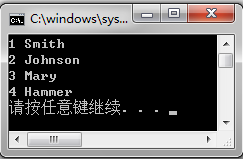 C:\windows\sys...
1 Smith
2 Johnson
3 Mary
4 Hammer
请按任意键继续. . .